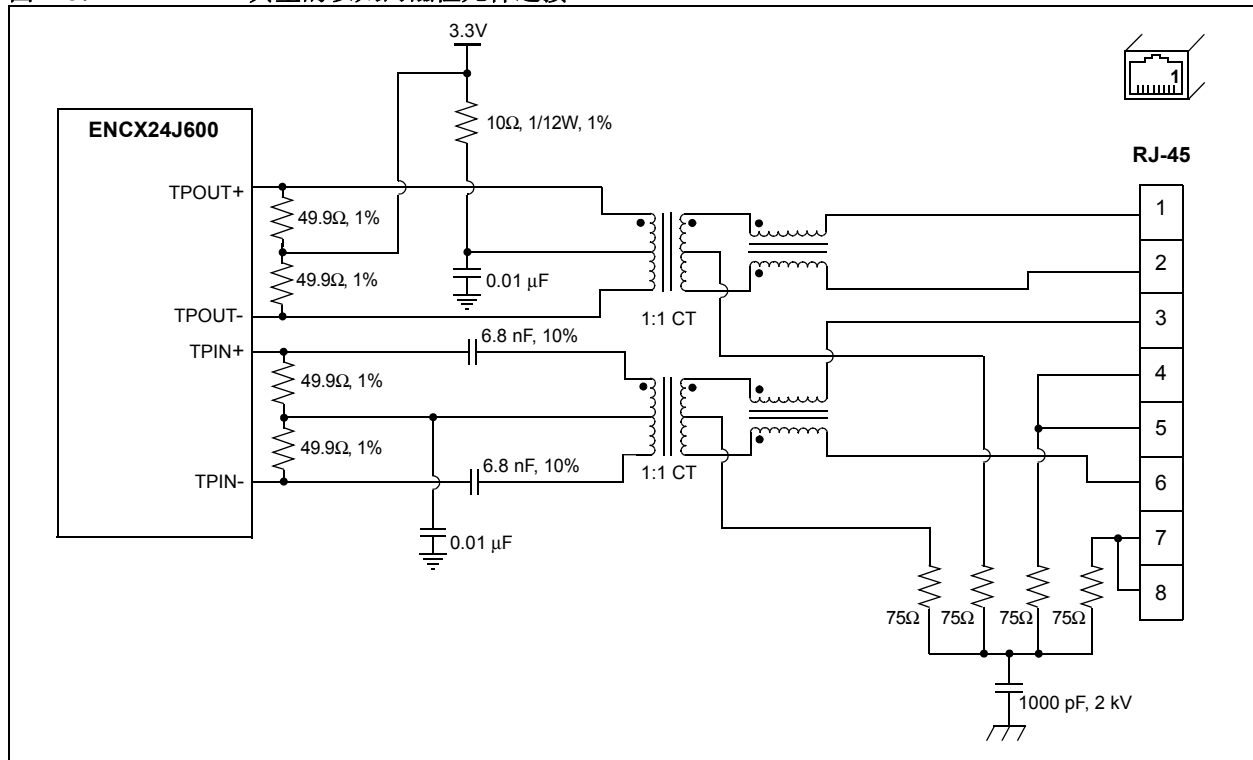 3.3V
1
10Ω, 1/12W, 1%
ENCX24J600
RJ-45
TPOUT+
49.9Ω, 1%
49.9Ω, 1%
0.01 µF
TPOUT-
1:1 CT
TPIN+
6.8 nF, 10%
49.9Ω, 1%
49.9Ω, 1%
6.8 nF, 10%
TPIN-
1:1 CT
0.01 µF
1
2
3
4
5
6
7
8
75Ω 75Ω 75Ω 75Ω
1000 pF, 2 kV